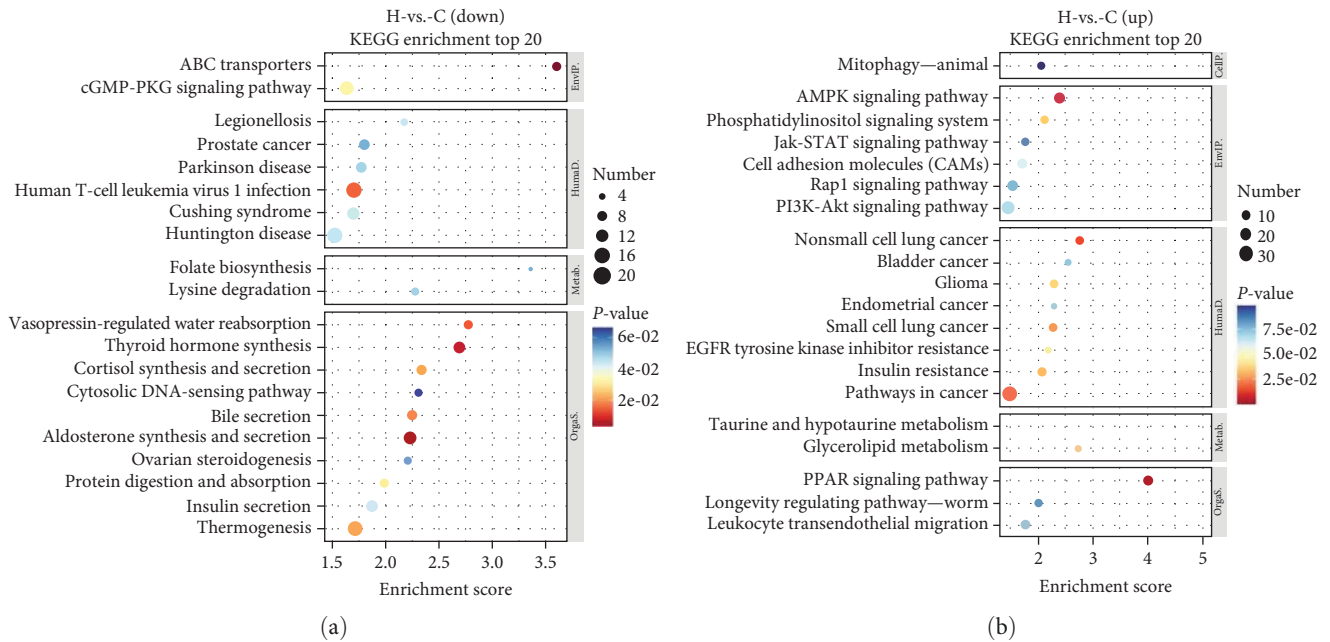 H-vs.-C (down)
KEGG enrichment top 20
ABC transporters
cGMP-PKG signaling pathway
EnvIP.
Legionellosis
Prostate cancer
Parkinson disease
Human T-cell leukemia virus 1 infection
Cushing syndrome
Huntington disease
HumaD.
Folate biosynthesis
Lysine degradation
Metab.
Vasopressin-regulated water reabsorption
Thyroid hormone synthesis
Cortisol synthesis and secretion
Cytosolic DNA-sensing pathway
Bile secretion
Aldosterone synthesis and secretion
Ovarian steroidogenesis
Protein digestion and absorption
Insulin secretion
Thermogenesis
OrgaS.
1.5 2.0 2.5 3.0 3.5
Enrichment score
Number
4
8
12
16
20
P-value
6e-02
4e-02
2e-02
(a)
H-vs.-C (up)
KEGG enrichment top 20
Mitophagy—animal
CellP.
AMPK signaling pathway
Phosphatidylinositol signaling system
Jak-STAT signaling pathway
Cell adhesion molecules (CAMs)
Rap1 signaling pathway
PI3K-Akt signaling pathway
EnvIP.
Nonsmall cell lung cancer
Bladder cancer
Glioma
Endometrial cancer
Small cell lung cancer
EGFR tyrosine kinase inhibitor resistance
Insulin resistance
Pathways in cancer
HumaD.
Taurine and hypotaurine metabolism
Glycerolipid metabolism
Metab.
PPAR signaling pathway
Longevity regulating pathway—worm
Leukocyte transendothelial migration
OrgaS.
2 3 4 5
Enrichment score
Number
10
20
30
P-value
7.5e-02
5.0e-02
2.5e-02
(b)